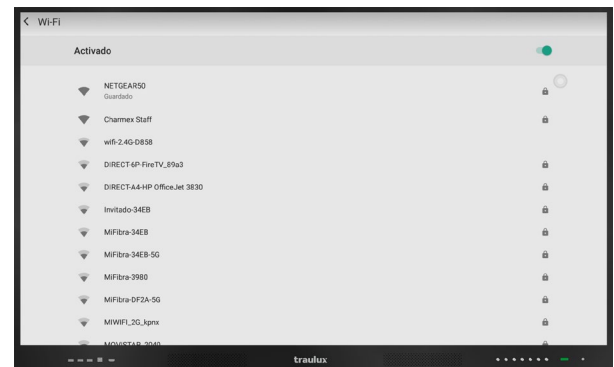 Wi-Fi
Activado
NETGEAR50
Guardado
Charmex Staff
wifi-2.4G-D858
DIRECT-6P-FireTV_89a3
DIRECT-A4-HP OfficeJet 3830
Invitado-34EB
MiFibra-34EB
MiFibra-34EB-5G
MiFibra-3980
MiFibra-DF2A-5G
MIWIFI_2G_kpnx
MOVISTAR_3040
traulux